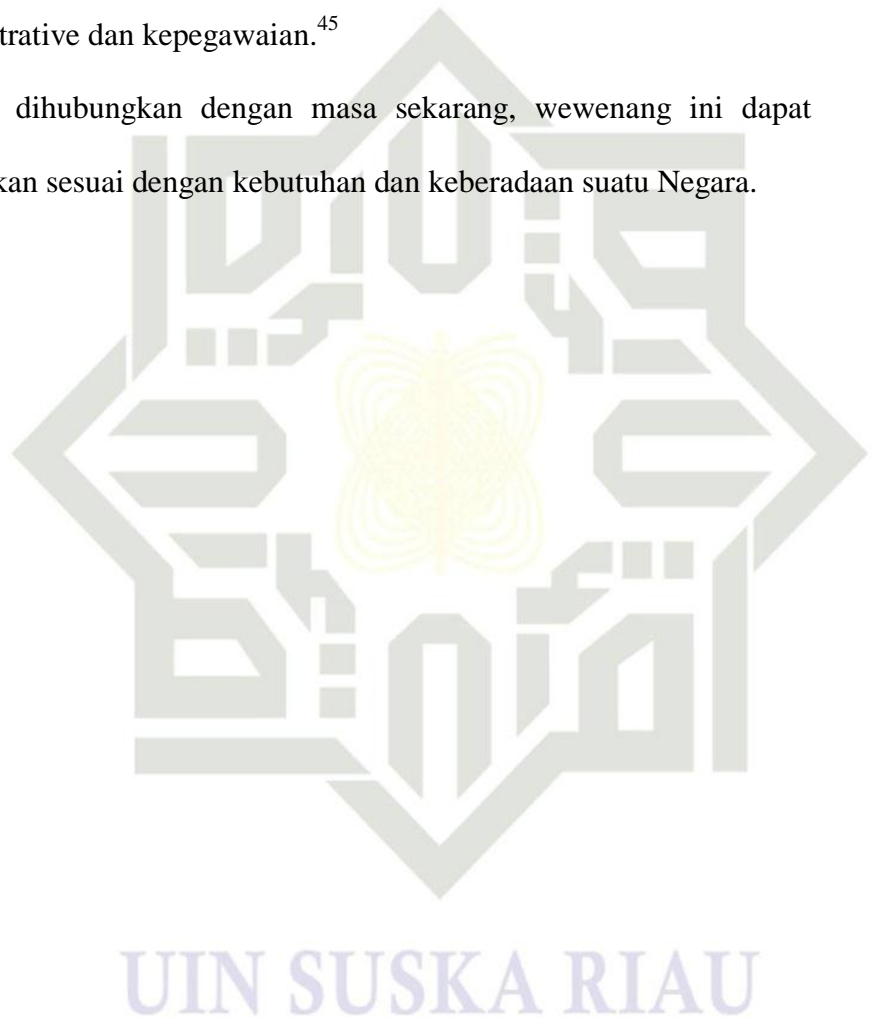 trative dan kepegawaian.⁴⁵
dihubungkan dengan masa sekarang, wewenang ini dapat
kan sesuai dengan kebutuhan dan keberadaan suatu Negara.
UIN SUSKA RIAU